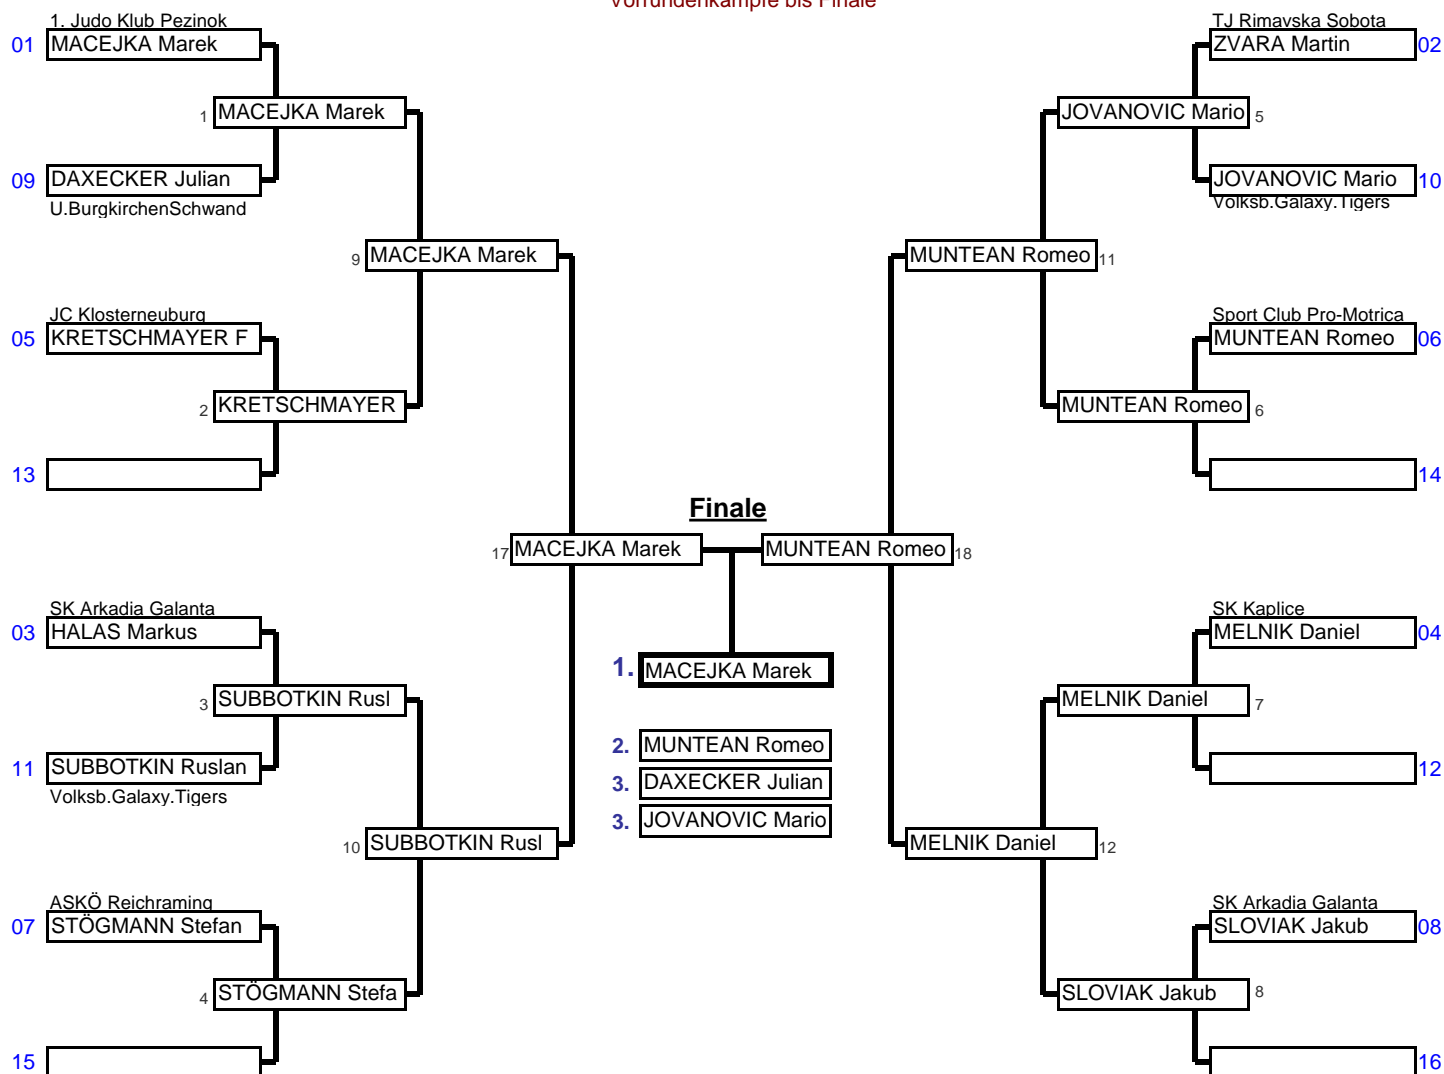 Vorrundenkämpfe bis Finale
1. Judo Klub Pezinok
01 MACEJKA Marek
1 MACEJKA Marek
09 DAXECKER Julian
U.BurgkirchenSchwand
9 MACEJKA Marek
JC Klosterneuburg
05 KRETSCHMAYER F
2 KRETSCHMAYER
13
17 MACEJKA Marek
SK Arkadia Galanta
03 HALAS Markus
3 SUBBOTKIN Rusl
11 SUBBOTKIN Ruslan
Volksb.Galaxy.Tigers
10 SUBBOTKIN Rusl
ASKÖ Reichraming
07 STÖGMANN Stefan
4 STÖGMANN Stefa
15
Finale
1. MACEJKA Marek
2. MUNTEAN Romeo
3. DAXECKER Julian
3. JOVANOVIC Mario
TJ Rimavska Sobota
ZVARA Martin 02
JOVANOVIC Mario 5
JOVANOVIC Mario 10
Volksb.Galaxy.Tigers
MUNTEAN Romeo 11
Sport Club Pro-Motrica
MUNTEAN Romeo 06
MUNTEAN Romeo 6
14
MUNTEAN Romeo 18
SK Kaplice
MELNIK Daniel 04
MELNIK Daniel 7
12
MELNIK Daniel 12
SK Arkadia Galanta
SLOVIAK Jakub 08
SLOVIAK Jakub 8
16